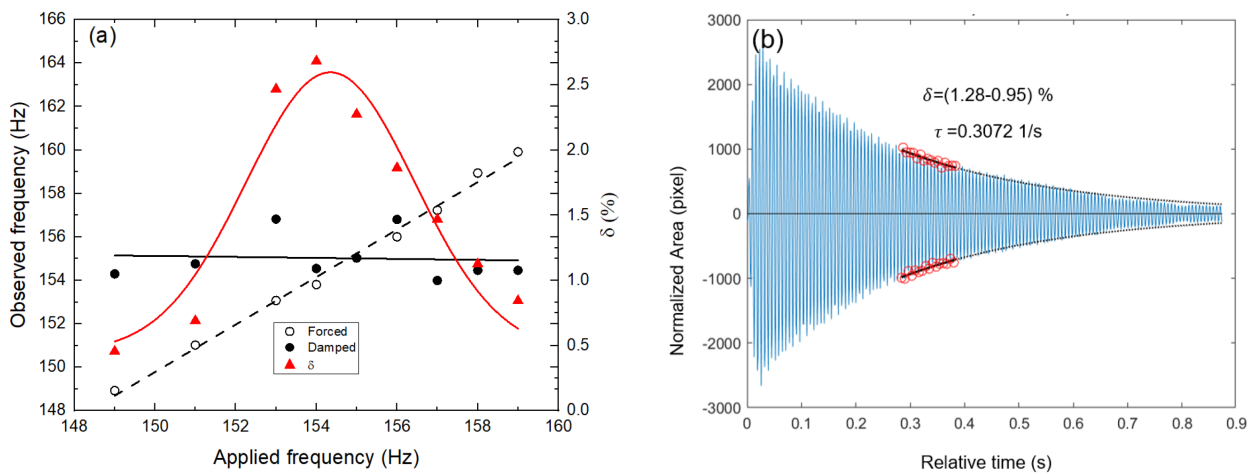 (a)
Observed frequency (Hz)
164
162
160
158
156
154
152
150
148
3.0
2.5
2.0
1.5
1.0
0.5
0.0
δ (%)
Forced
Damped
δ
148 150 152 154 156 158 160
Applied frequency (Hz)
(b)
Normalized Area (pixel)
3000
2000
1000
0
-1000
-2000
-3000
δ=(1.28-0.95) %
τ =0.3072 1/s
0 0.1 0.2 0.3 0.4 0.5 0.6 0.7 0.8 0.9
Relative time (s)